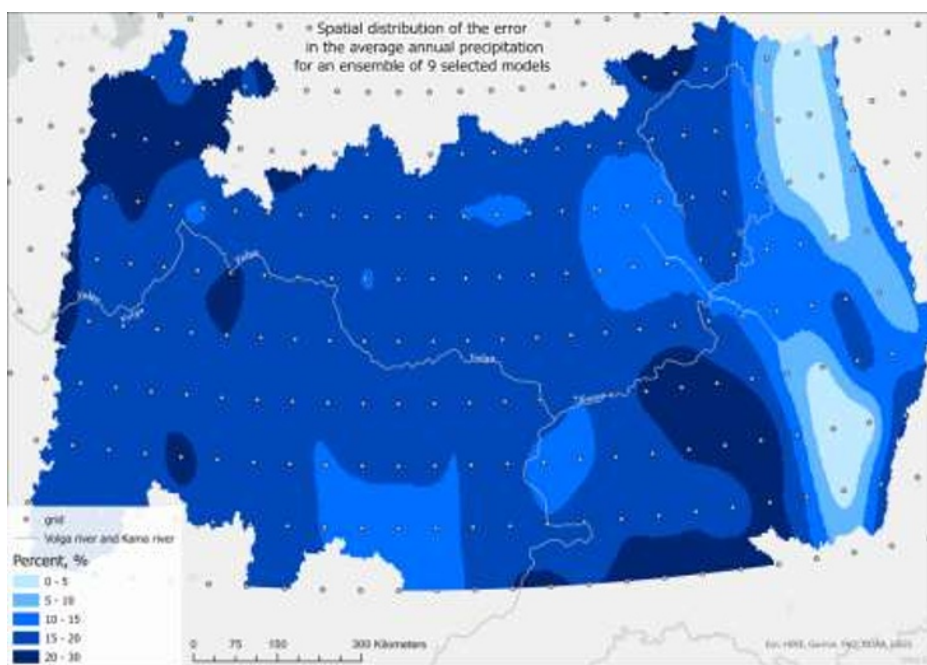 Spatial distribution of the error
in the average annual precipitation
for an ensemble of 9 selected models
Volga
Volga
Volga
grid
Volga river and Kama river
Percent, %
0 - 5
5 - 10
10 - 15
15 - 20
20 - 30
0 75 150 300 Kilometers